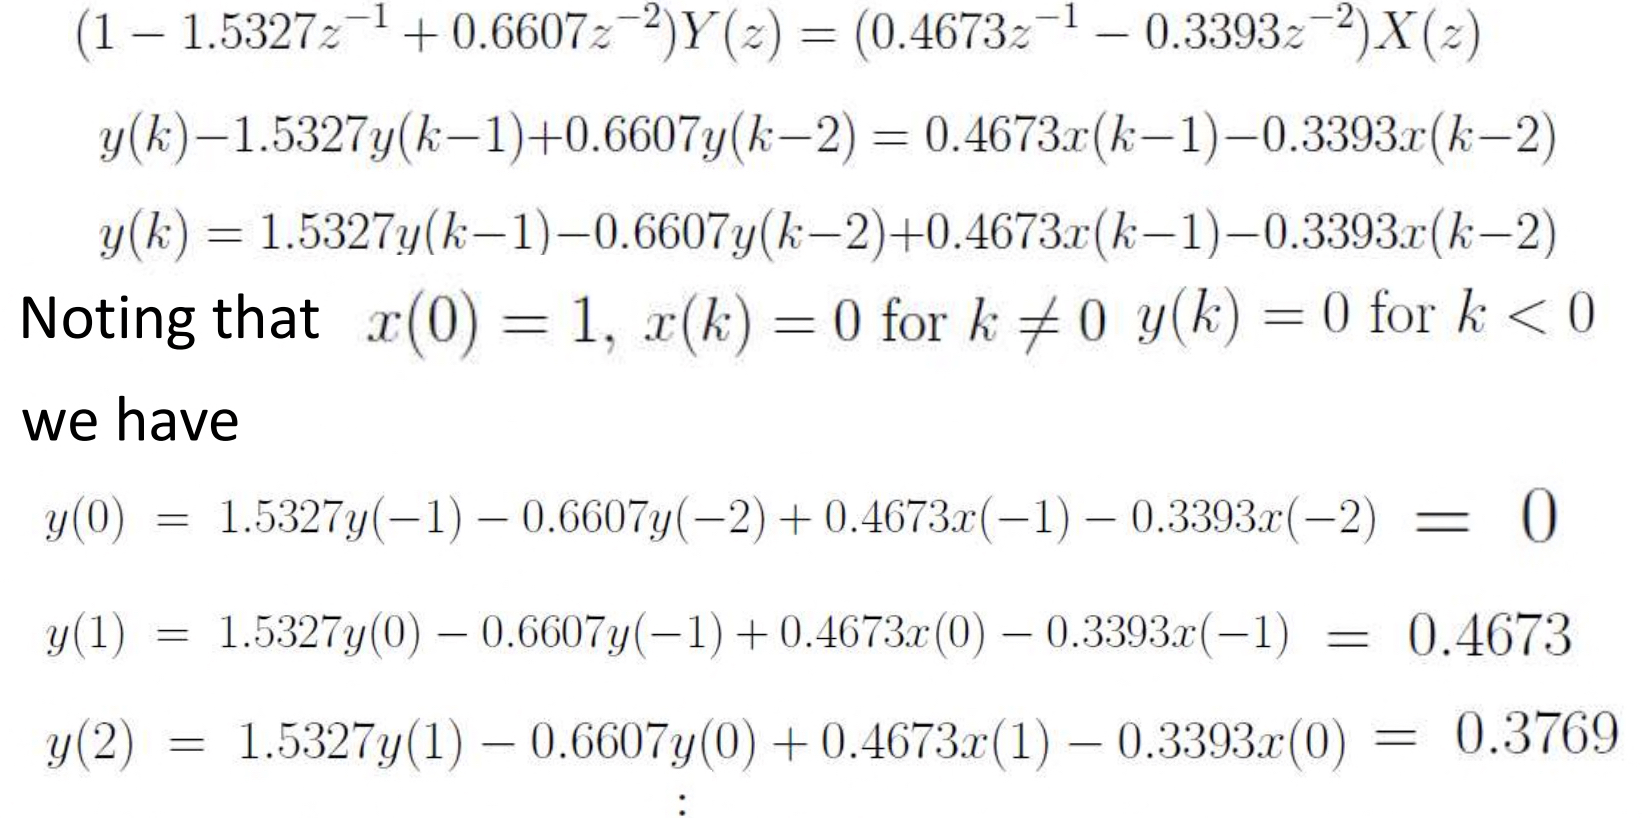 (1 − 1.5327z⁻¹ + 0.6607z⁻²)Y(z) = (0.4673z⁻¹ − 0.3393z⁻²)X(z)
y(k)−1.5327y(k−1)+0.6607y(k−2) = 0.4673x(k−1)−0.3393x(k−2)
y(k) = 1.5327y(k−1)−0.6607y(k−2)+0.4673x(k−1)−0.3393x(k−2)
Noting that x(0) = 1, x(k) = 0 for k ≠ 0 y(k) = 0 for k < 0
we have
y(0) = 1.5327y(−1) − 0.6607y(−2) + 0.4673x(−1) − 0.3393x(−2) = 0
y(1) = 1.5327y(0) − 0.6607y(−1) + 0.4673x(0) − 0.3393x(−1) = 0.4673
y(2) = 1.5327y(1) − 0.6607y(0) + 0.4673x(1) − 0.3393x(0) = 0.3769
: